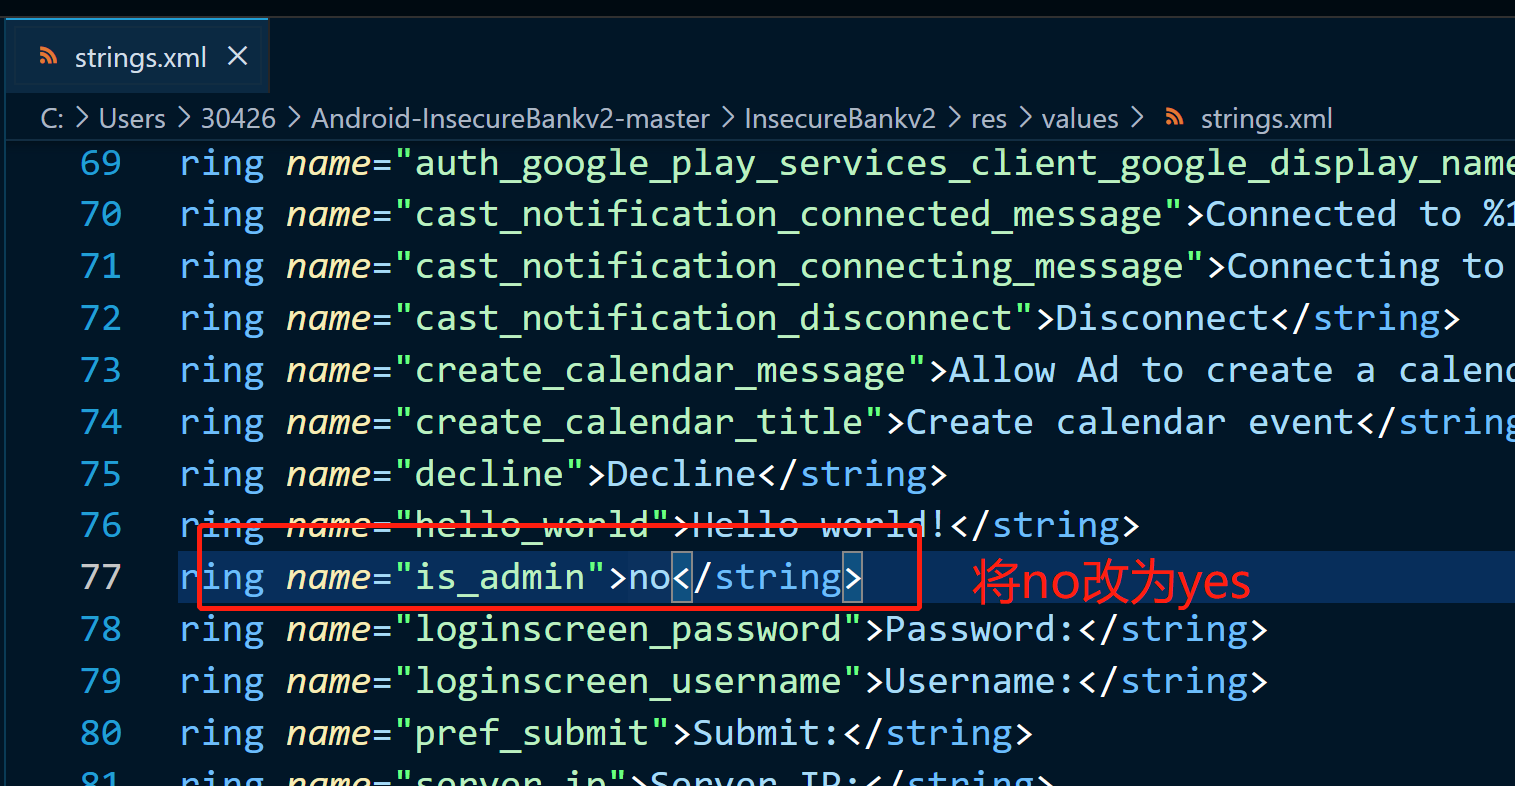 strings.xml
C: > Users > 30426 > Android-InsecureBankv2-master > InsecureBankv2 > res > values > strings.xml
69 ring name="auth_google_play_services_client_google_display_name
70 ring name="cast_notification_connected_message">Connected to %1
71 ring name="cast_notification_connecting_message">Connecting to
72 ring name="cast_notification_disconnect">Disconnect</string>
73 ring name="create_calendar_message">Allow Ad to create a calend
74 ring name="create_calendar_title">Create calendar event</string
75 ring name="decline">Decline</string>
76 ring name="hello_world">Hello world!</string>
77 ring name="is_admin">no</string> 将no改为yes
78 ring name="loginscreen_password">Password:</string>
79 ring name="loginscreen_username">Username:</string>
80 ring name="pref_submit">Submit:</string>
81 ring name="server_ip">Server IP:</string>